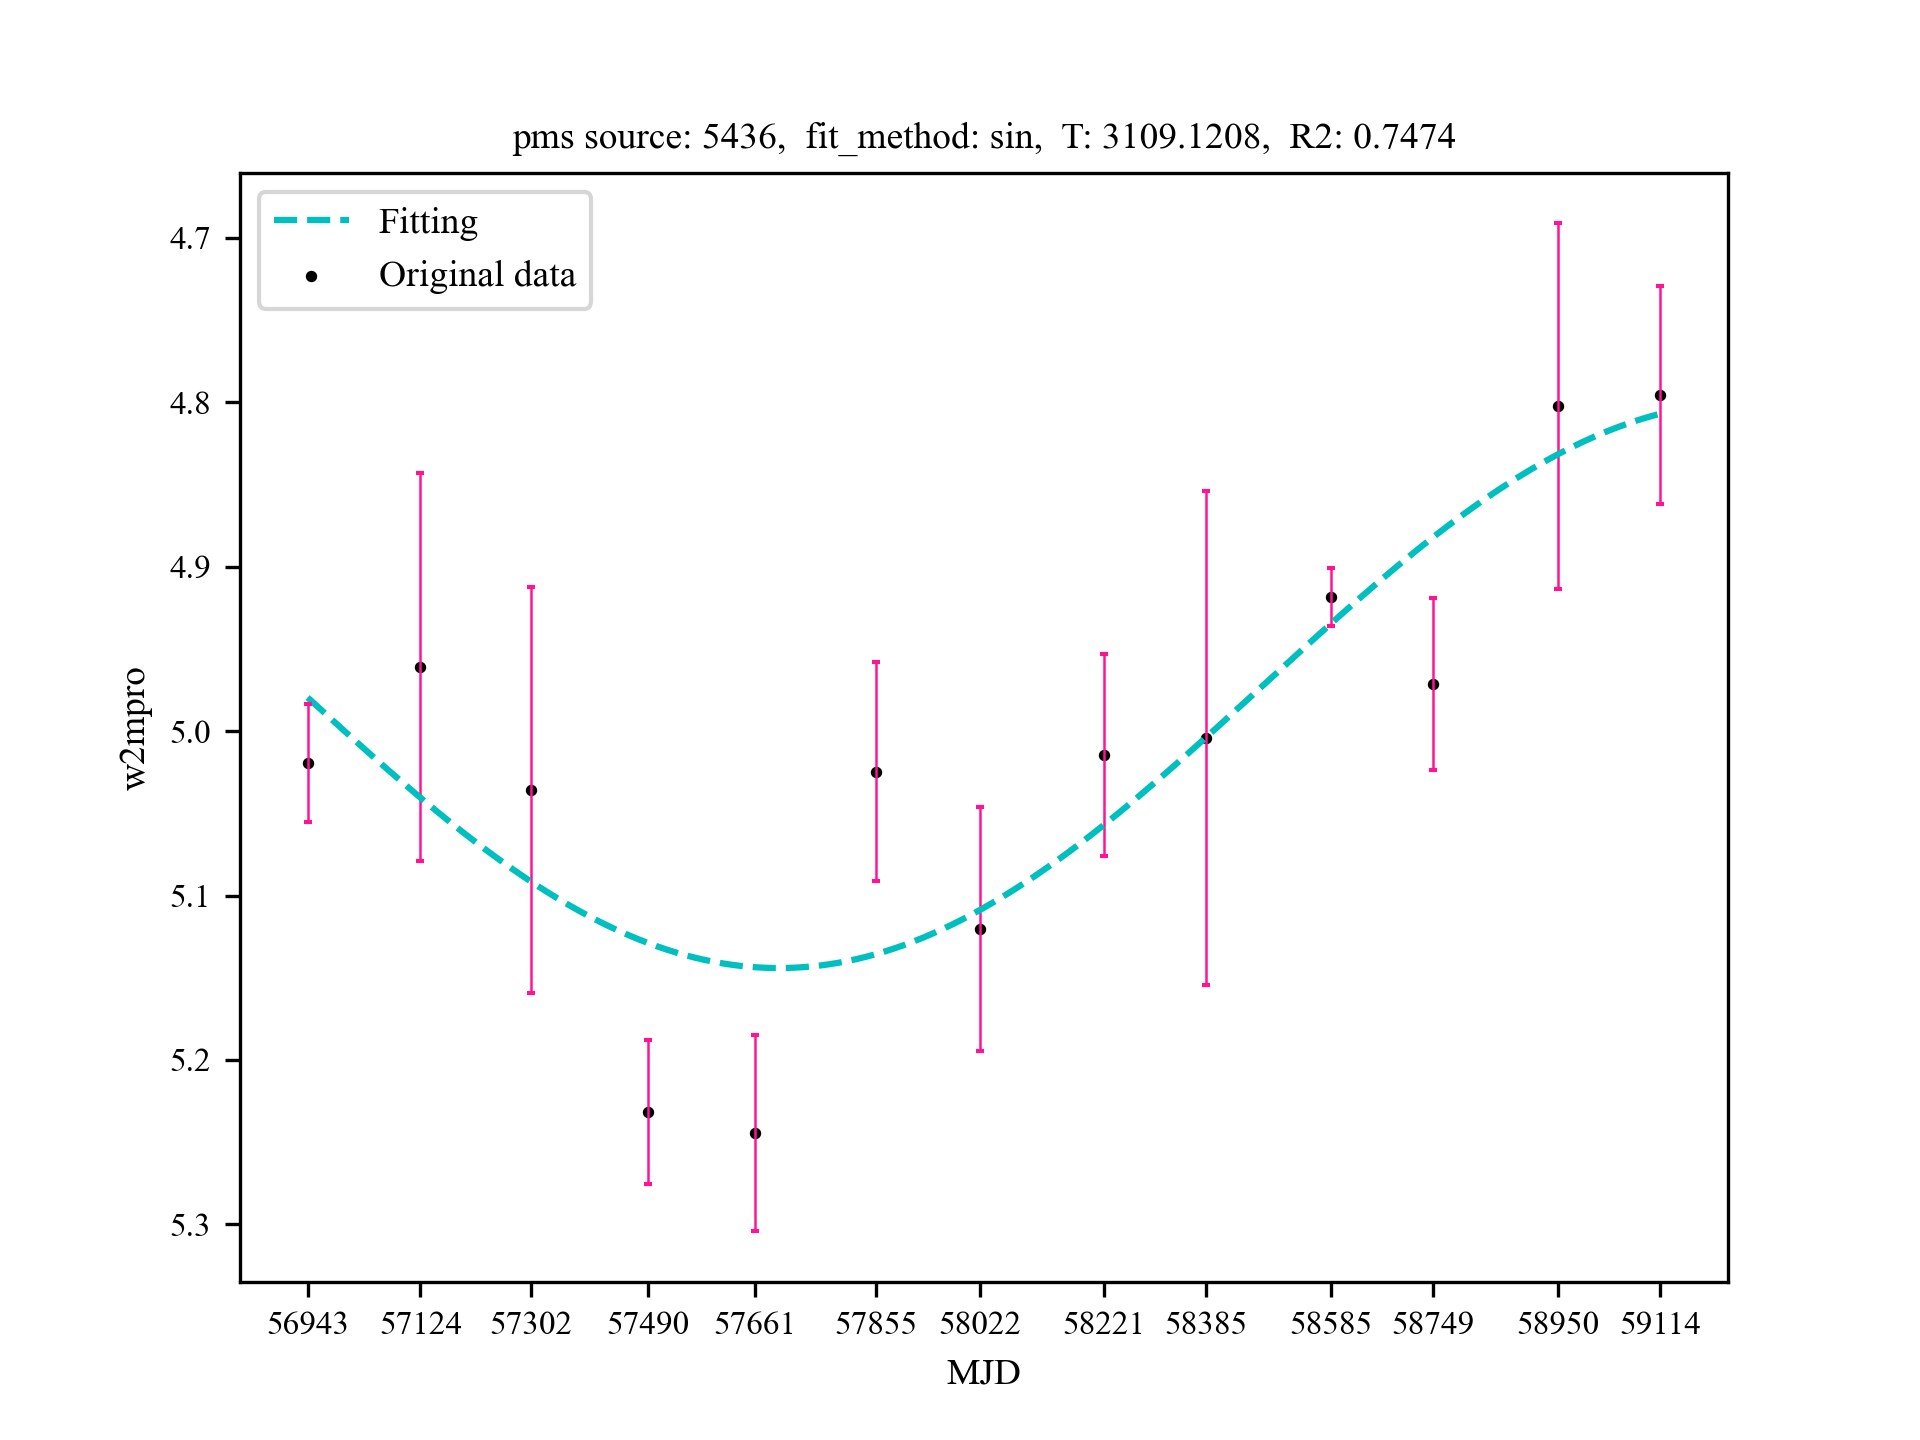 pms source: 5436,  fit_method: sin,  T: 3109.1208,  R2: 0.7474
Fitting
Original data
4.7
4.8
4.9
5.0
5.1
5.2
5.3
w2mpro
56943 57124 57302 57490 57661 57855 58022 58221 58385 58585 58749 58950 59114
MJD